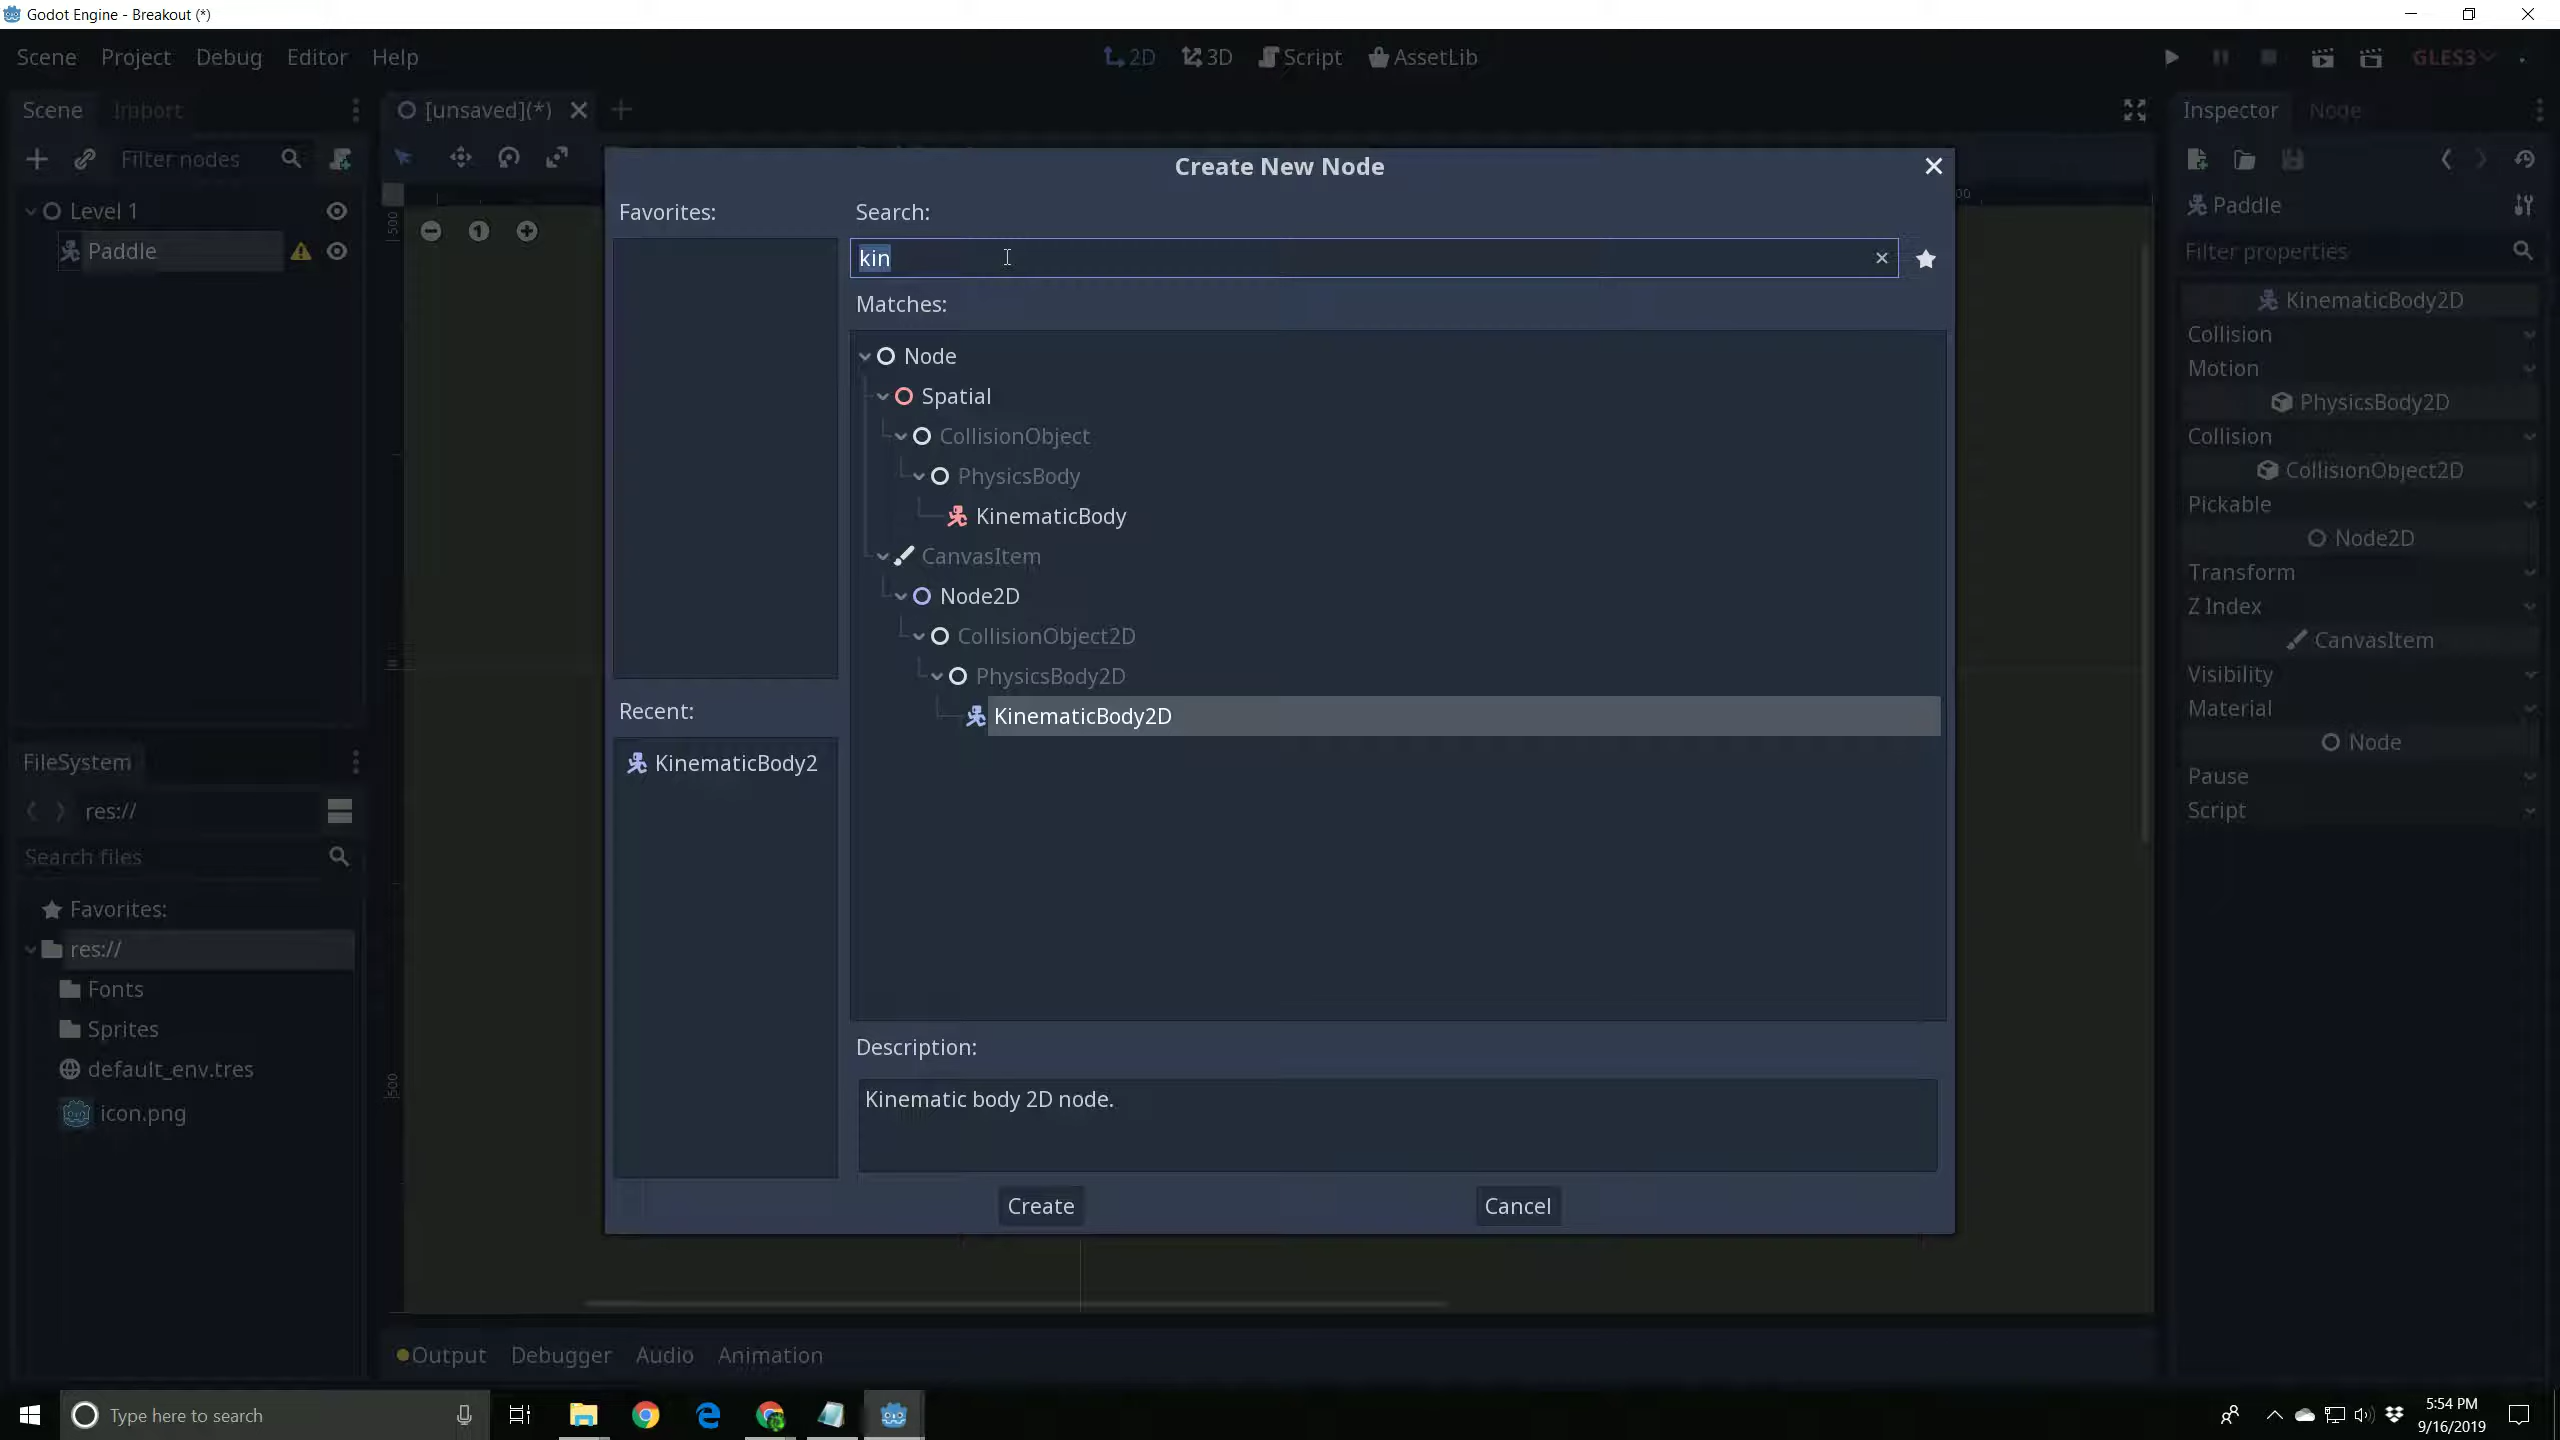 Godot Engine - Breakout (*)
Scene Project Debug Editor Help
2D 3D Script AssetLib
GLES3
Scene Import
[unsaved](*)
Inspector Node
Filter nodes
Level 1
Paddle
Create New Node
Favorites:
Search:
kin
Matches:
Node
Spatial
CollisionObject
PhysicsBody
KinematicBody
CanvasItem
Node2D
CollisionObject2D
PhysicsBody2D
KinematicBody2D
Recent:
KinematicBody2
Description:
Kinematic body 2D node.
Create
Cancel
Paddle
Filter properties
KinematicBody2D
Collision
Motion
PhysicsBody2D
Collision
CollisionObject2D
Pickable
Node2D
Transform
Z Index
CanvasItem
Visibility
Material
Node
Pause
Script
FileSystem
res://
Search files
Favorites:
res://
Fonts
Sprites
default_env.tres
icon.png
500
500
00
1
Output Debugger Audio Animation
Type here to search
5:54 PM
9/16/2019